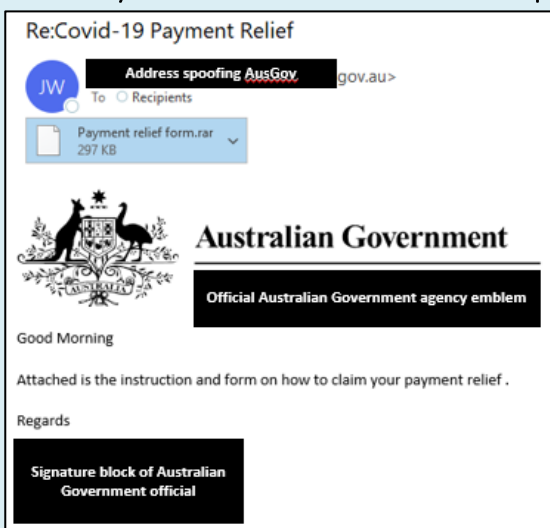 Re:Covid-19 Payment Relief
JW
Address spoofing AusGov gov.au>
To Recipients
Payment relief form.rar
297 KB
AUSTRALIA
Australian Government
Official Australian Government agency emblem
Good Morning
Attached is the instruction and form on how to claim your payment relief .
Regards
Signature block of Australian
Government official